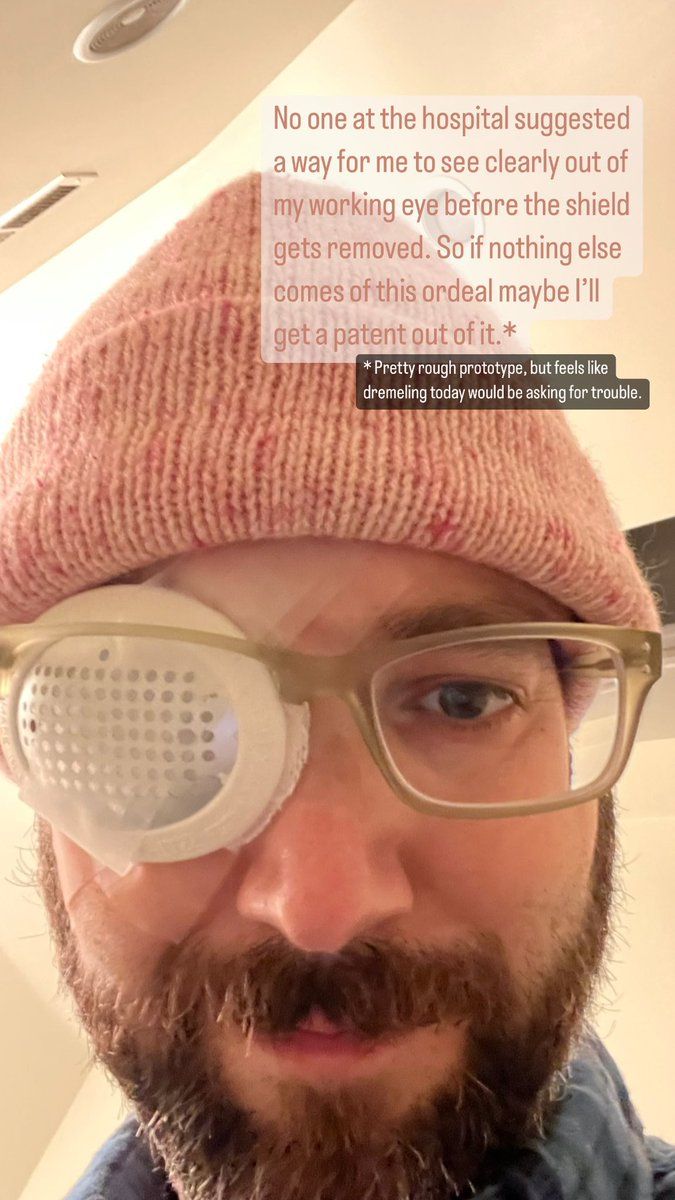 No one at the hospital suggested
a way for me to see clearly out of
my working eye before the shield
gets removed. So if nothing else
comes of this ordeal maybe I’ll
get a patent out of it.*
* Pretty rough prototype, but feels like
dremeling today would be asking for trouble.